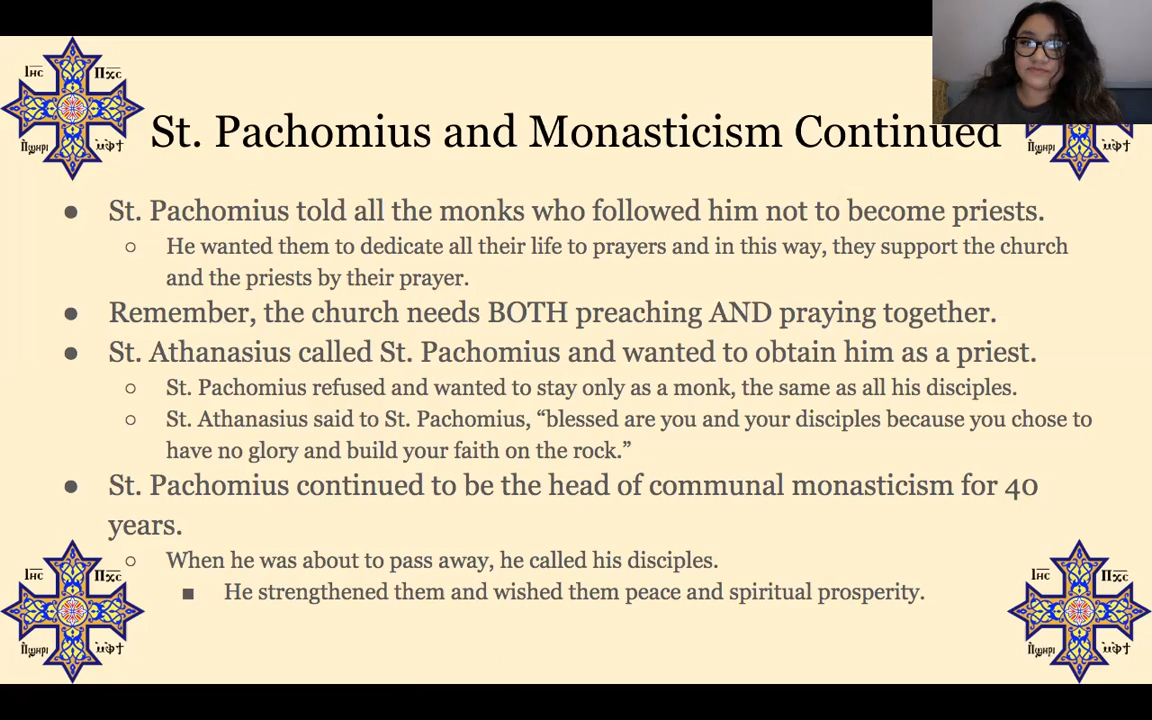 St. Pachomius and Monasticism Continued
● St. Pachomius told all the monks who followed him not to become priests.
○ He wanted them to dedicate all their life to prayers and in this way, they support the church
and the priests by their prayer.
● Remember, the church needs BOTH preaching AND praying together.
● St. Athanasius called St. Pachomius and wanted to obtain him as a priest.
○ St. Pachomius refused and wanted to stay only as a monk, the same as all his disciples.
○ St. Athanasius said to St. Pachomius, “blessed are you and your disciples because you chose to
have no glory and build your faith on the rock.”
● St. Pachomius continued to be the head of communal monasticism for 40
years.
○ When he was about to pass away, he called his disciples.
■ He strengthened them and wished them peace and spiritual prosperity.